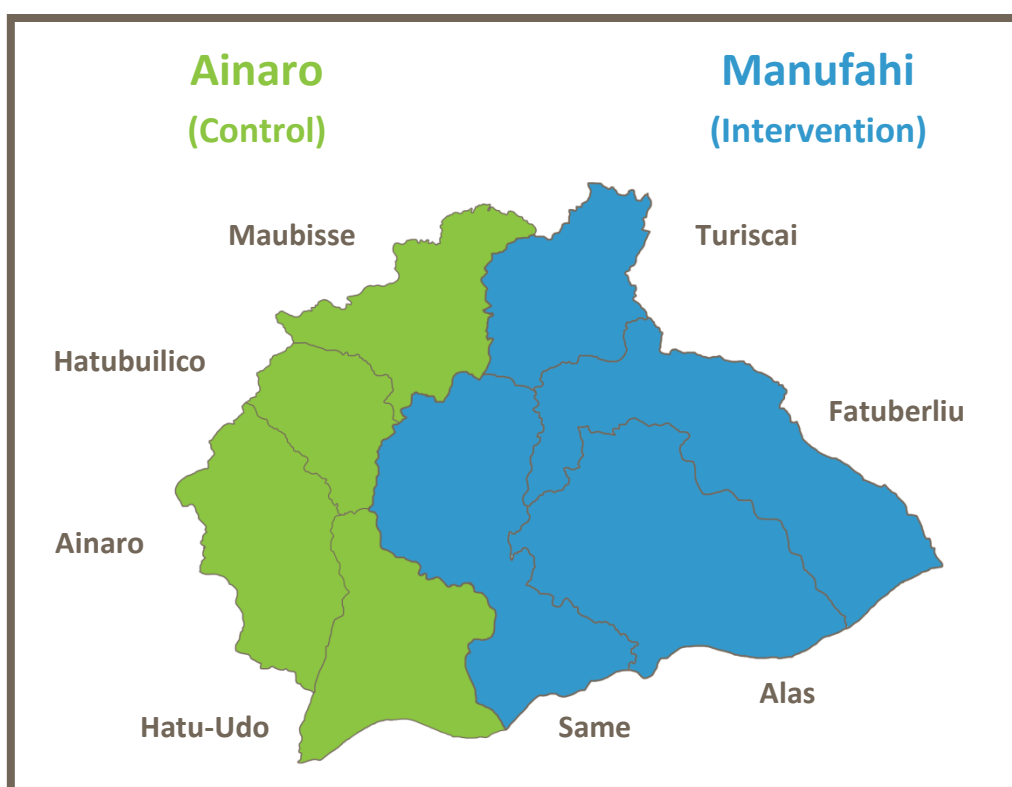 Ainaro
(Control)
Manufahi
(Intervention)
Maubisse
Turiscai
Hatubuilico
Fatuberliu
Ainaro
Alas
Hatu-Udo
Same